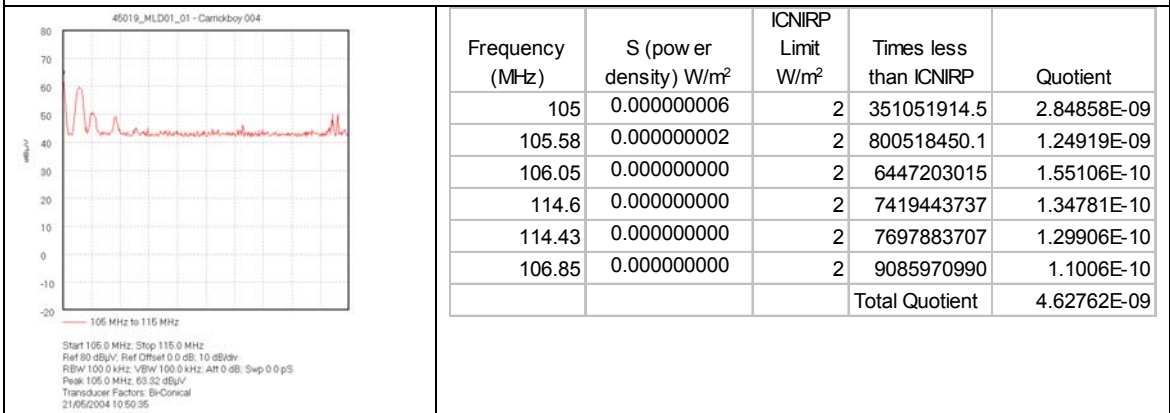 45019_MLD01_01 - Carrickboy 004
80
70
60
50
40
30
20
10
0
-10
-20
dBµV
105 MHz to 115 MHz
Start 105.0 MHz; Stop 115.0 MHz
Ref 80 dBµV; Ref Offset 0.0 dB; 10 dB/div
RBW 100.0 kHz; VBW 100.0 kHz; Att 0 dB; Swp 0.0 pS
Peak 105.0 MHz, 63.32 dBµV
Transducer Factors: Bi-Conical
21/05/2004 10:50:35
Frequency (MHz) S (pow er density) W/m² ICNIRP Limit W/m² Times less than ICNIRP Quotient
105 0.000000006 2 351051914.5 2.84858E-09
105.58 0.000000002 2 800518450.1 1.24919E-09
106.05 0.000000000 2 6447203015 1.55106E-10
114.6 0.000000000 2 7419443737 1.34781E-10
114.43 0.000000000 2 7697883707 1.29906E-10
106.85 0.000000000 2 9085970990 1.1006E-10
Total Quotient 4.62762E-09